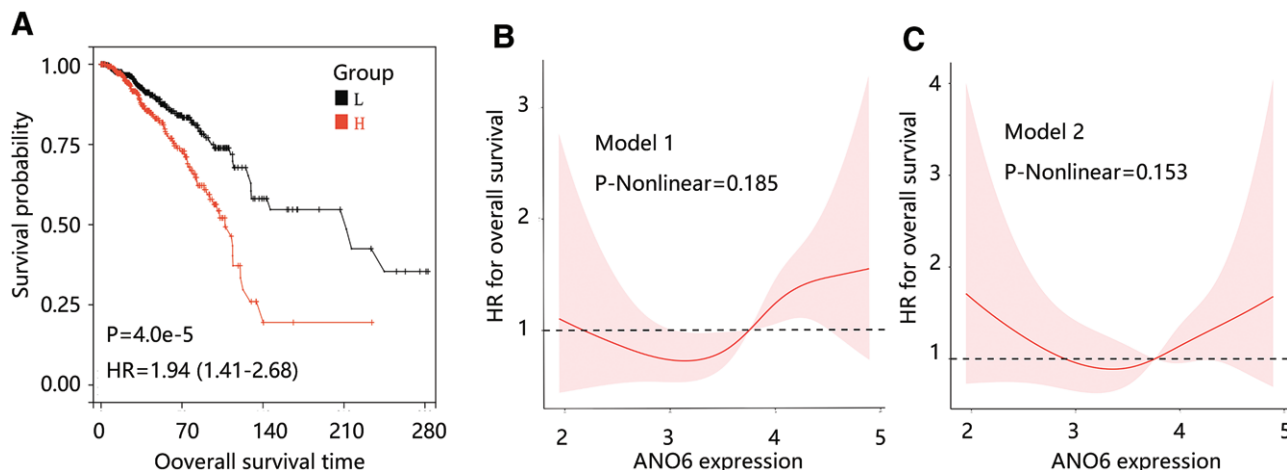 A
Survival probability
1.00
0.75
0.50
0.25
0.00
Group
L
H
P=4.0e-5
HR=1.94 (1.41-2.68)
0 70 140 210 280
Ooverall survival time
B
HR for overall survival
3
2
1
Model 1
P-Nonlinear=0.185
2 3 4 5
ANO6 expression
C
HR for overall survival
4
3
2
1
Model 2
P-Nonlinear=0.153
2 3 4 5
ANO6 expression